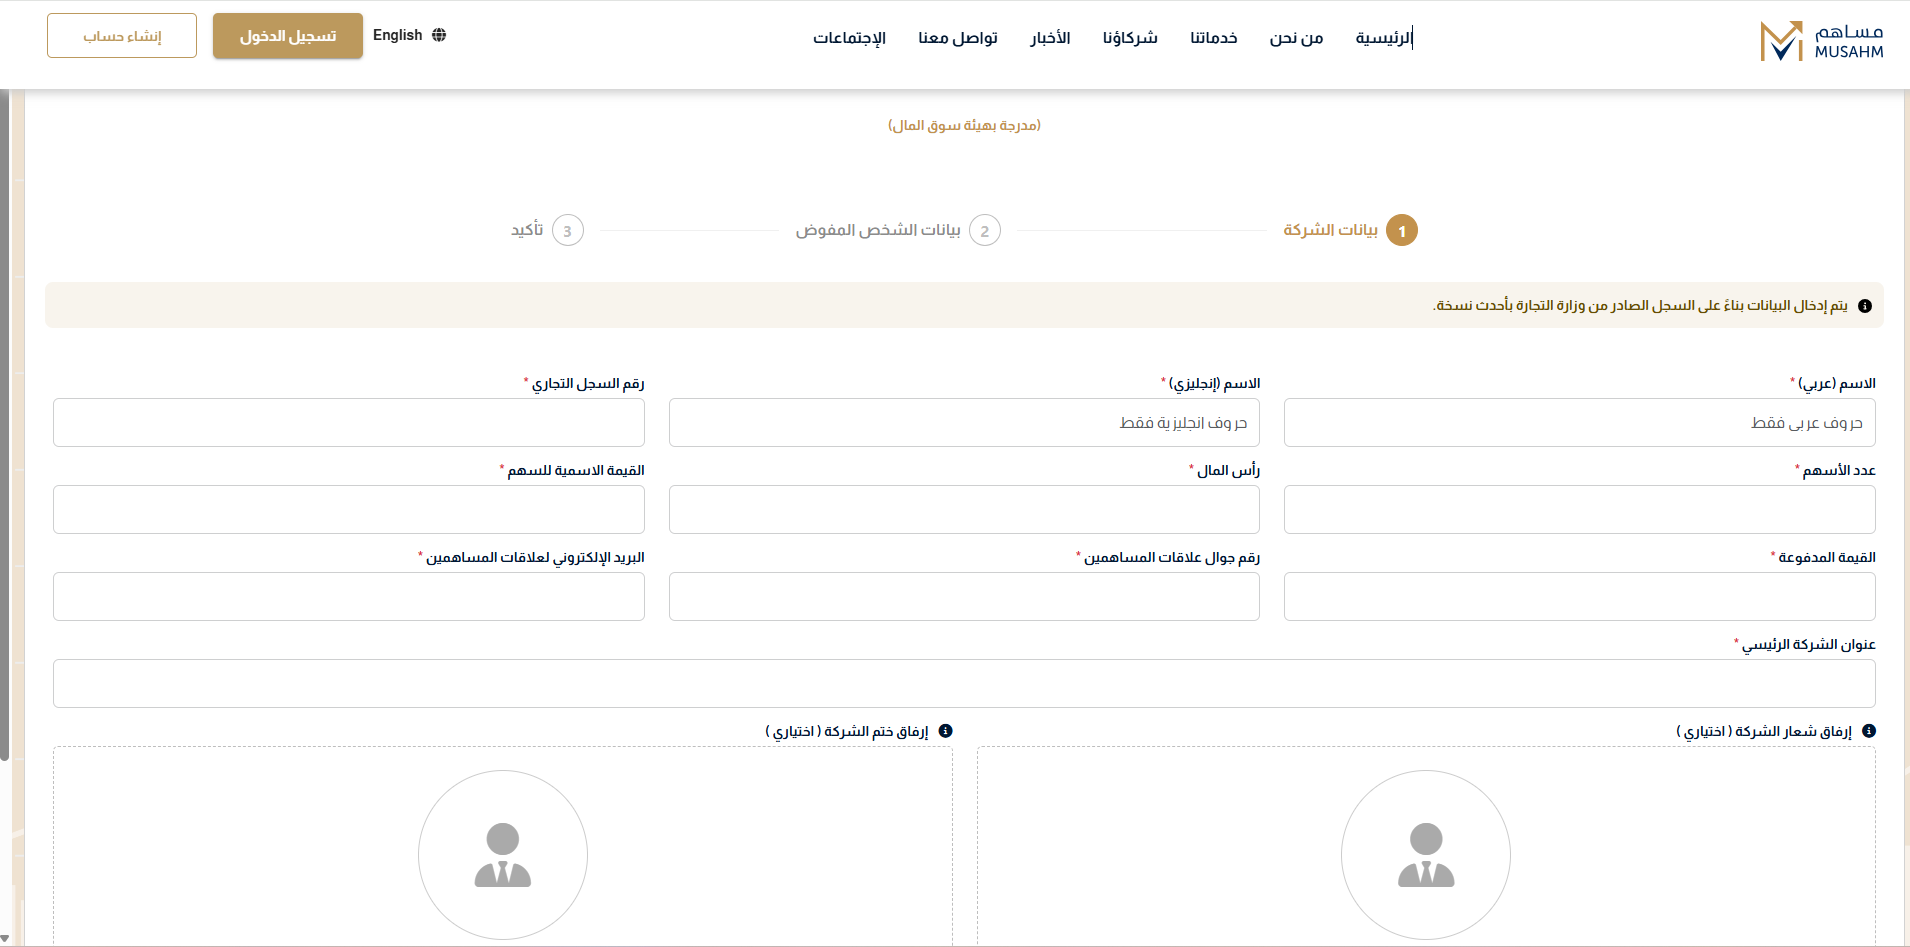 مساهم
MUSAHM
الرئيسية من نحن خدماتنا شركاؤنا الأخبار تواصل معنا الإجتماعات
English
تسجيل الدخول
إنشاء حساب
(مدرجة بهيئة سوق المال)
1 بيانات الشركة 2 بيانات الشخص المفوض 3 تأكيد
يتم إدخال البيانات بناءً على السجل الصادر من وزارة التجارة بأحدث نسخة.
الاسم (عربي) * الاسم (إنجليزي) * رقم السجل التجاري *
حروف عربي فقط حروف انجليزية فقط
عدد الأسهم * رأس المال * القيمة الاسمية للسهم *
القيمة المدفوعة * رقم جوال علاقات المساهمين * البريد الإلكتروني لعلاقات المساهمين *
عنوان الشركة الرئيسي *
إرفاق شعار الشركة ( اختياري ) إرفاق ختم الشركة ( اختياري )